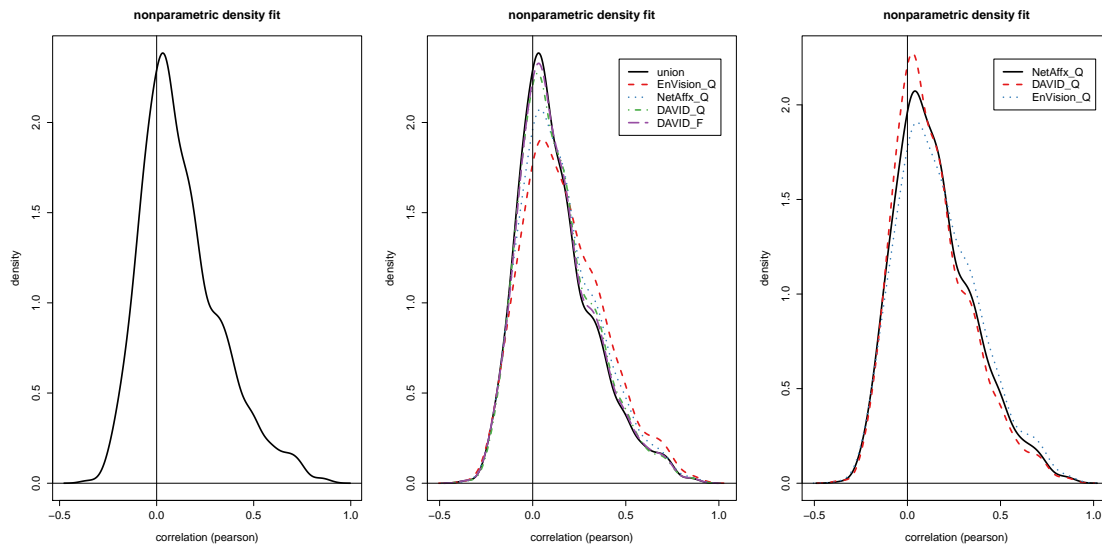 nonparametric density fit
density
2.0
1.5
1.0
0.5
0.0
−0.5
0.0
0.5
1.0
correlation (pearson)
nonparametric density fit
union
EnVision_Q
NetAffx_Q
DAVID_Q
DAVID_F
density
2.0
1.5
1.0
0.5
0.0
−0.5
0.0
0.5
1.0
correlation (pearson)
nonparametric density fit
NetAffx_Q
DAVID_Q
EnVision_Q
density
2.0
1.5
1.0
0.5
0.0
−0.5
0.0
0.5
1.0
correlation (pearson)